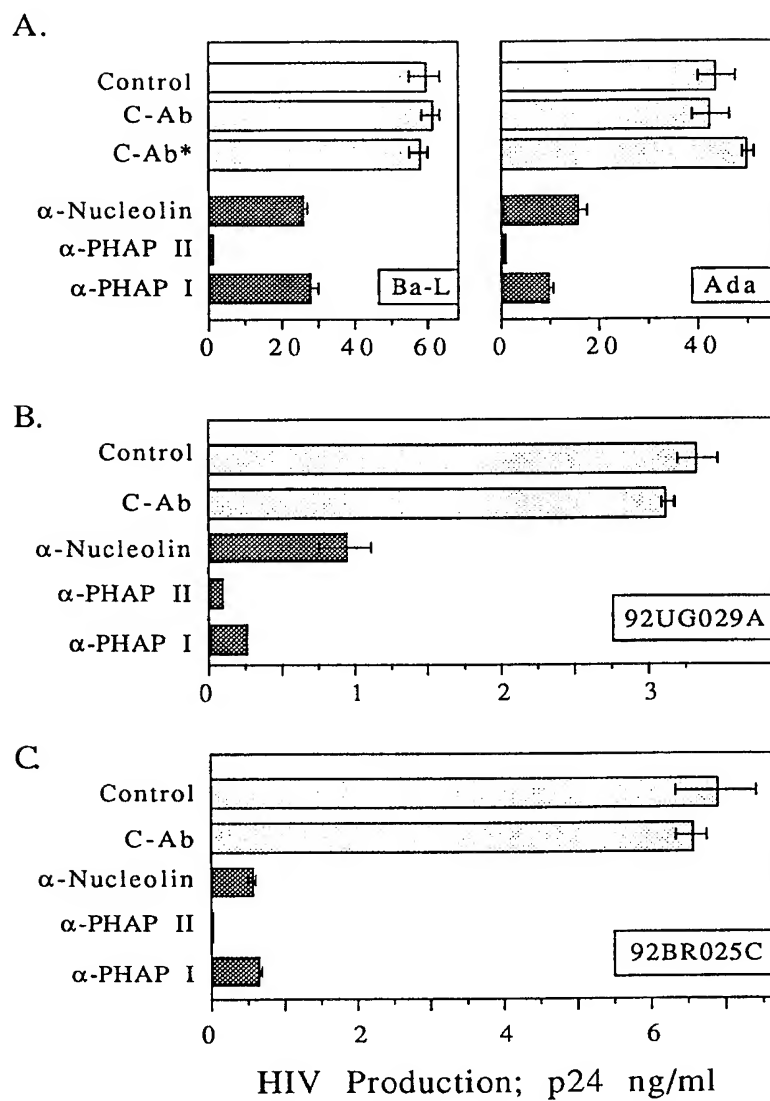 A.
Control
C-Ab
C-Ab*
α-Nucleolin
α-PHAP II
α-PHAP I
Ba-L
Ada
0 20 40 60
0 20 40
B.
Control
C-Ab
α-Nucleolin
α-PHAP II
α-PHAP I
92UG029A
0 1 2 3
C.
Control
C-Ab
α-Nucleolin
α-PHAP II
α-PHAP I
92BR025C
0 2 4 6
HIV Production; p24 ng/ml